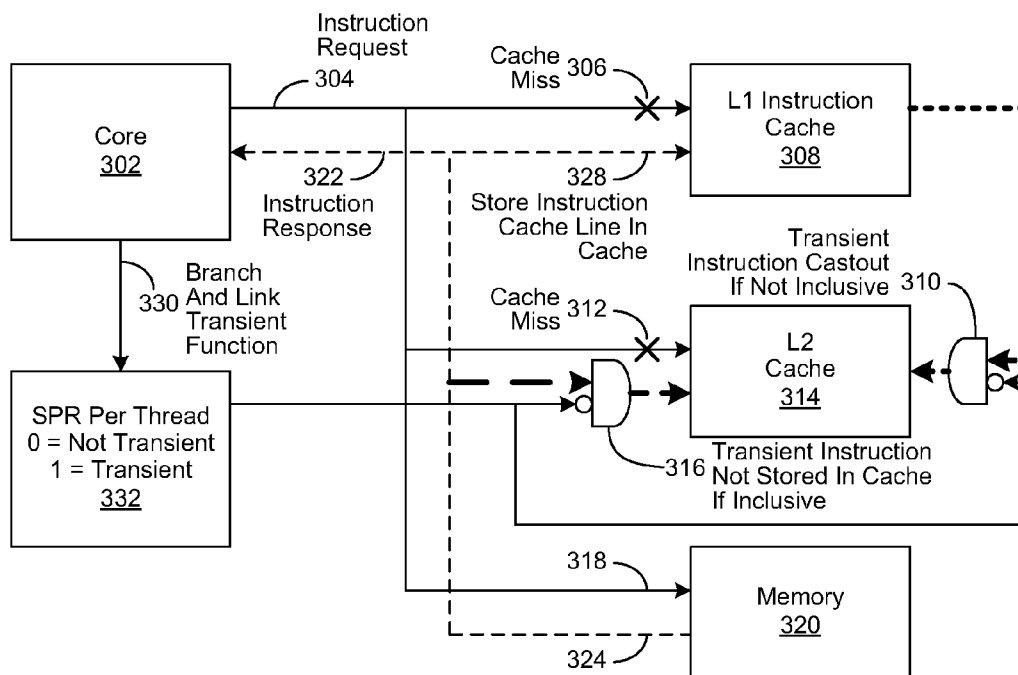 Instruction
Request
304
Cache
Miss
306
Core
302
L1 Instruction
Cache
308
322
Instruction
Response
328
Store Instruction
Cache Line In
Cache
330
Branch
And Link
Transient
Function
Transient
Instruction Castout
If Not Inclusive
310
Cache
Miss
312
L2
Cache
314
SPR Per Thread
0 = Not Transient
1 = Transient
332
316
Transient Instruction
Not Stored In Cache
If Inclusive
318
Memory
320
324